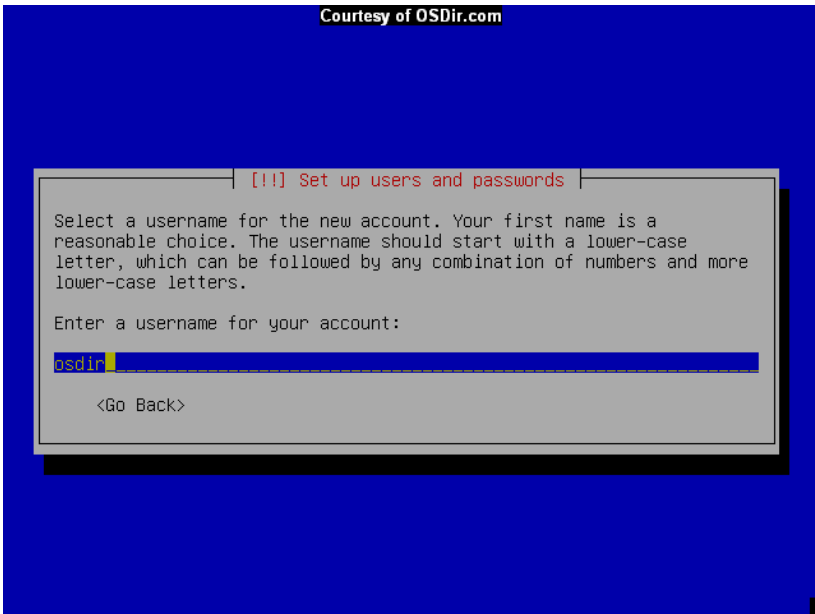 Courtesy of OSDir.com
[!!] Set up users and passwords
Select a username for the new account. Your first name is a
reasonable choice. The username should start with a lower-case
letter, which can be followed by any combination of numbers and more
lower-case letters.
Enter a username for your account:
osdir
<Go Back>